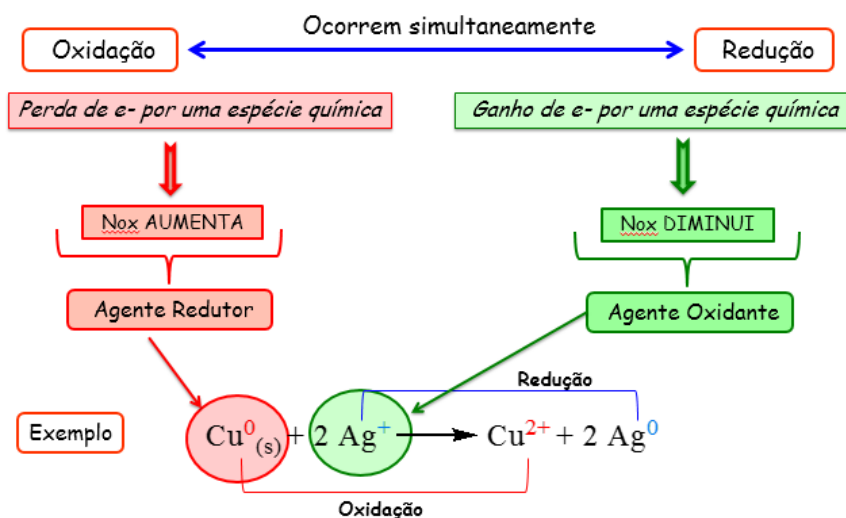 Ocorrem simultaneamente
Oxidação
Redução
Perda de e- por uma espécie química
Ganho de e- por uma espécie química
Nox AUMENTA
Nox DIMINUI
Agente Redutor
Agente Oxidante
Redução
Exemplo
Cu⁰(s) + 2 Ag⁺ → Cu²⁺ + 2 Ag⁰
Oxidação